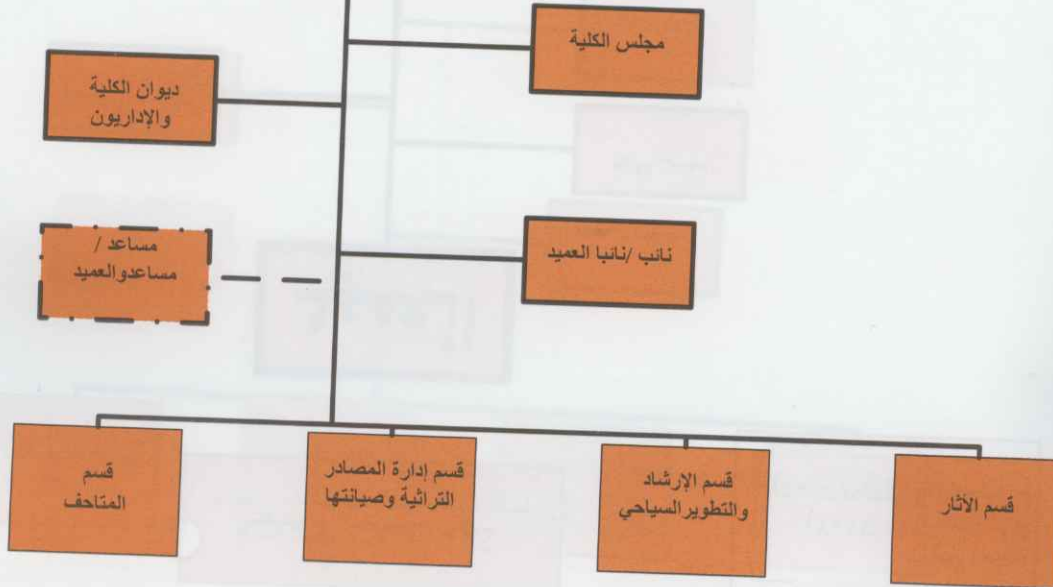 مجلس الكلية
ديوان الكلية
والإداريون
نائب /نائبا العميد
مساعد /
مساعدو العميد
قسم الآثار
قسم الإرشاد
والتطوير السياحي
قسم إدارة المصادر
التراثية وصيانتها
قسم
المتاحف